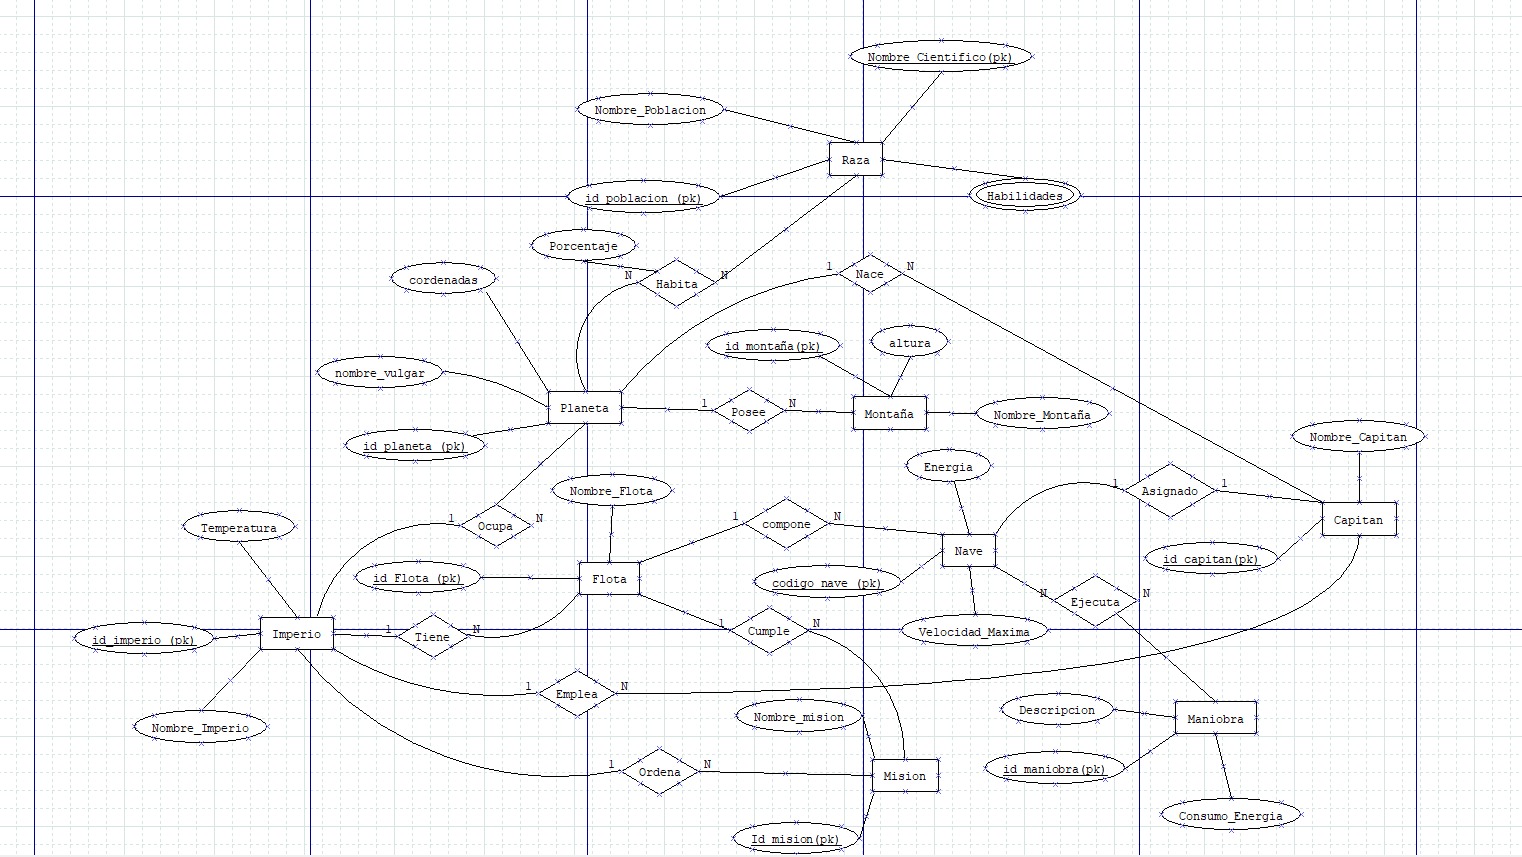 Nombre_Cientifico(pk)
Nombre_Poblacion
Raza
id_poblacion (pk)
Habilidades
Porcentaje
cordenadas
N
Habita
N
1
Nace
N
id_montaña(pk)
altura
nombre_vulgar
Planeta
1
Posee
N
Montaña
Nombre_Montaña
id_planeta (pk)
Nombre_Capitan
Energia
Nombre_Flota
1
Asignado
1
Temperatura
1
Ocupa
N
1
compone
N
Capitan
Nave
id_capitan(pk)
id_Flota (pk)
Flota
codigo_nave (pk)
N
Ejecuta
N
id_imperio (pk)
Imperio
1
Tiene
N
1
Cumple
N
Velocidad_Maxima
1
Emplea
N
Nombre_Imperio
Nombre_mision
Descripcion
Maniobra
1
Ordena
N
Mision
id_maniobra(pk)
Consumo_Energia
Id_mision(pk)